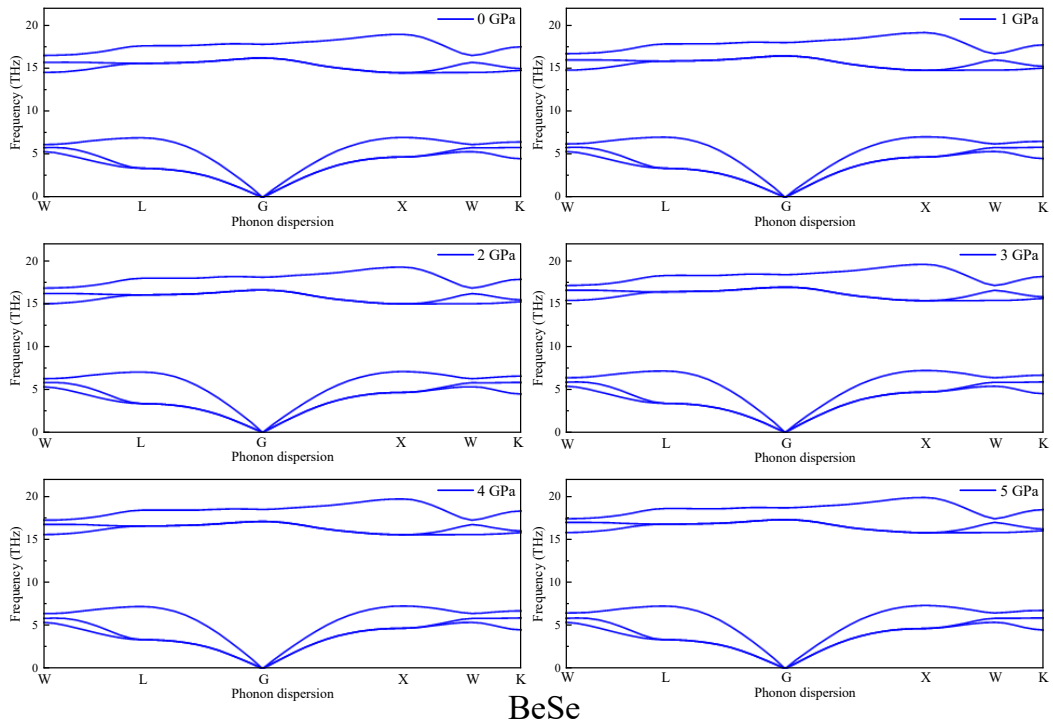 0 GPa
Frequency (THz)
20
15
10
5
0
W L G X W K
Phonon dispersion
1 GPa
Frequency (THz)
20
15
10
5
0
W L G X W K
Phonon dispersion
2 GPa
Frequency (THz)
20
15
10
5
0
W L G X W K
Phonon dispersion
3 GPa
Frequency (THz)
20
15
10
5
0
W L G X W K
Phonon dispersion
4 GPa
Frequency (THz)
20
15
10
5
0
W L G X W K
Phonon dispersion
5 GPa
Frequency (THz)
20
15
10
5
0
W L G X W K
Phonon dispersion
BeSe